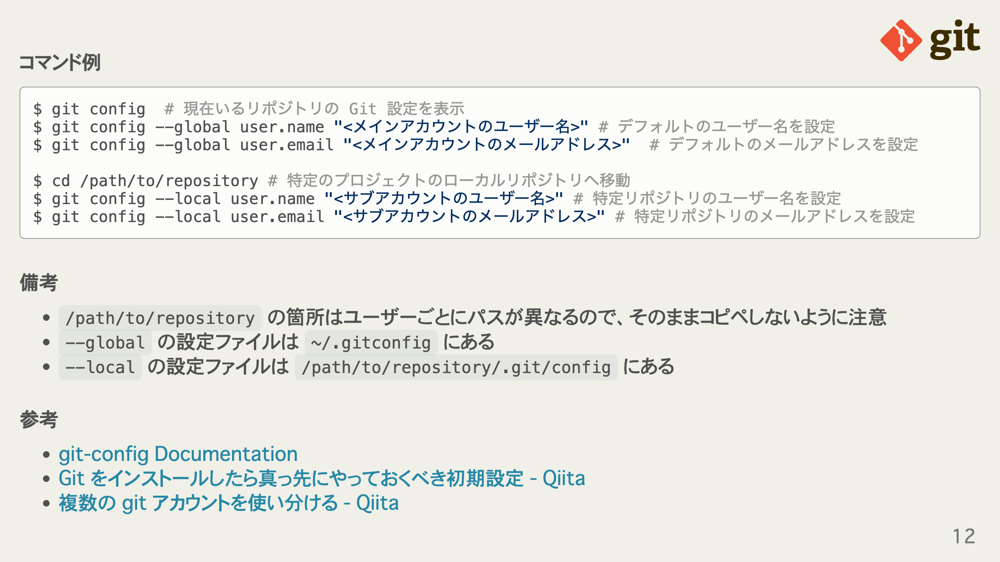 git
コマンド例
$ git config  # 現在いるリポジトリの Git 設定を表示
$ git config --global user.name "<メインアカウントのユーザー名>" # デフォルトのユーザー名を設定
$ git config --global user.email "<メインアカウントのメールアドレス>"  # デフォルトのメールアドレスを設定
$ cd /path/to/repository # 特定のプロジェクトのローカルリポジトリへ移動
$ git config --local user.name "<サブアカウントのユーザー名>" # 特定リポジトリのユーザー名を設定
$ git config --local user.email "<サブアカウントのメールアドレス>" # 特定リポジトリのメールアドレスを設定
備考
• /path/to/repository の箇所はユーザーごとにパスが異なるので、そのままコピペしないように注意
• --global の設定ファイルは ~/.gitconfig にある
• --local の設定ファイルは /path/to/repository/.git/config にある
参考
• git-config Documentation
• Git をインストールしたら真っ先にやっておくべき初期設定 - Qiita
• 複数の git アカウントを使い分ける - Qiita
12